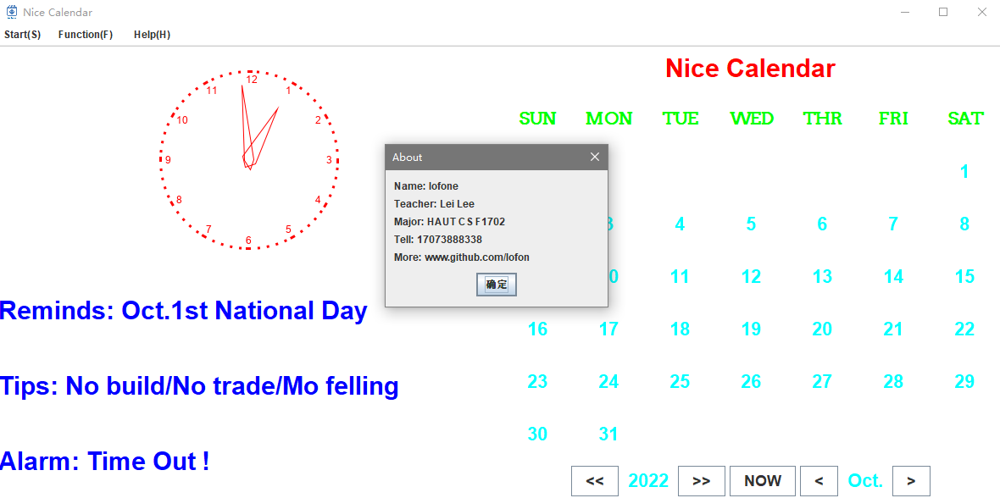 Nice Calendar
Start(S) Function(F) Help(H)
12
11 1
10 2
9 3
8 4
7 5
6
Reminds: Oct.1st National Day
Tips: No build/No trade/Mo felling
Alarm: Time Out !
About
Name: lofone
Teacher: Lei Lee
Major: HAUT C S F1702
Tell: 17073888338
More: www.github.com/lofon
确定
Nice Calendar
SUN MON TUE WED THR FRI SAT
1
3 4 5 6 7 8
0 11 12 13 14 15
16 17 18 19 20 21 22
23 24 25 26 27 28 29
30 31
<< 2022 >> NOW < Oct. >